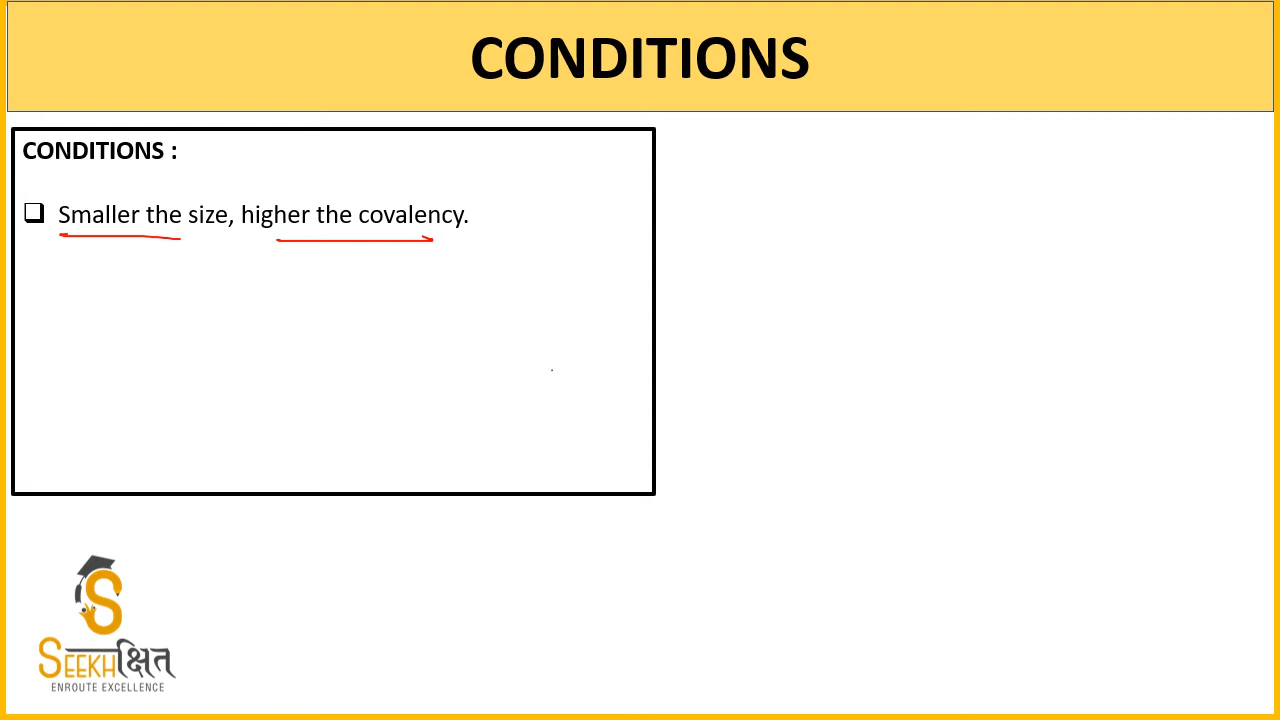 CONDITIONS
CONDITIONS :
Smaller the size, higher the covalency.
S
SEEKHक्षित
ENROUTE EXCELLENCE